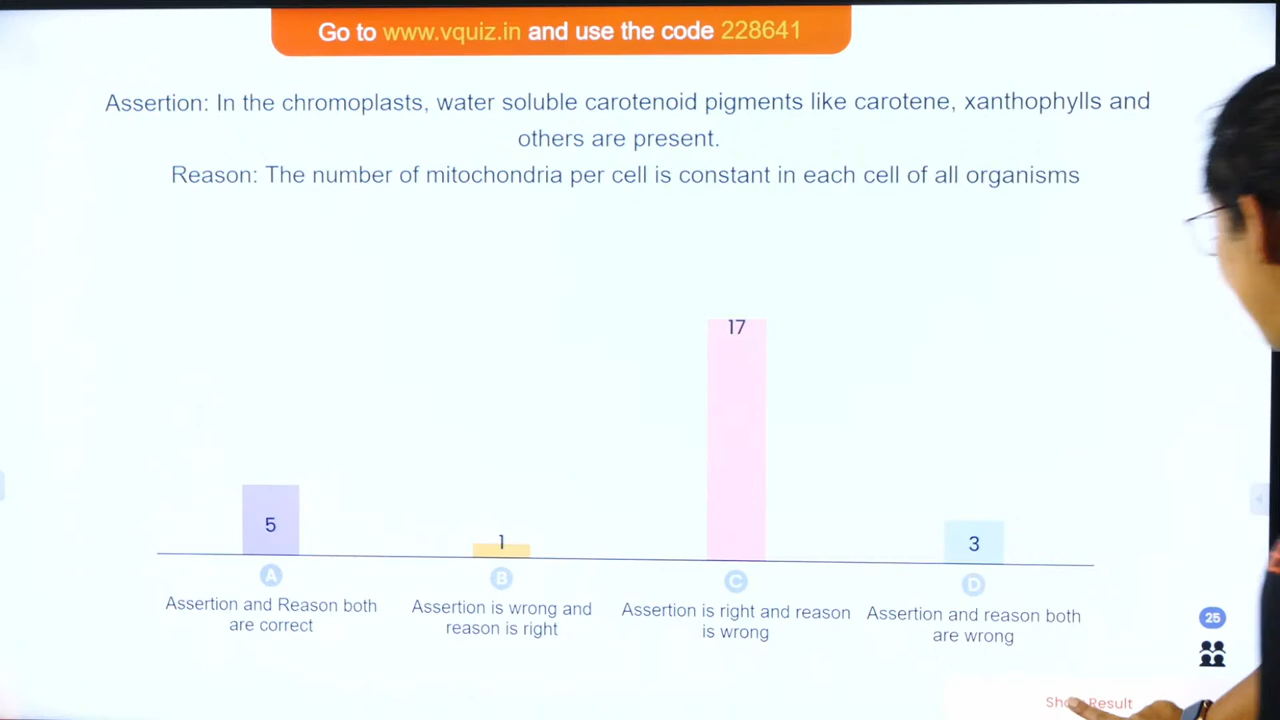 Go to www.vquiz.in and use the code 228641
Assertion: In the chromoplasts, water soluble carotenoid pigments like carotene, xanthophylls and
others are present.
Reason: The number of mitochondria per cell is constant in each cell of all organisms
17
5
1
3
A
B
C
D
Assertion and Reason both
are correct
Assertion is wrong and
reason is right
Assertion is right and reason
is wrong
Assertion and reason both
are wrong
25
Show Result